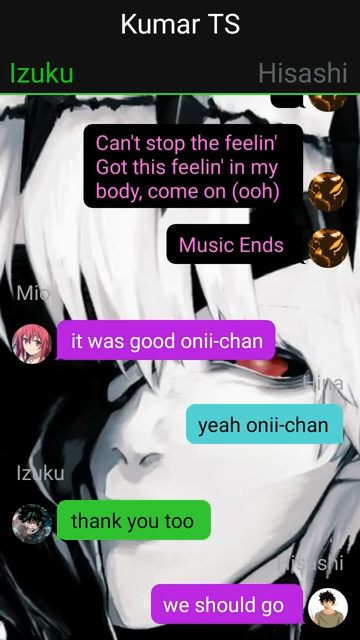 Kumar TS
Izuku
Hisashi
Can't stop the feelin'
Got this feelin' in my
body, come on (ooh)
Music Ends
Mio
it was good onii-chan
Hina
yeah onii-chan
Izuku
thank you too
Hisashi
we should go